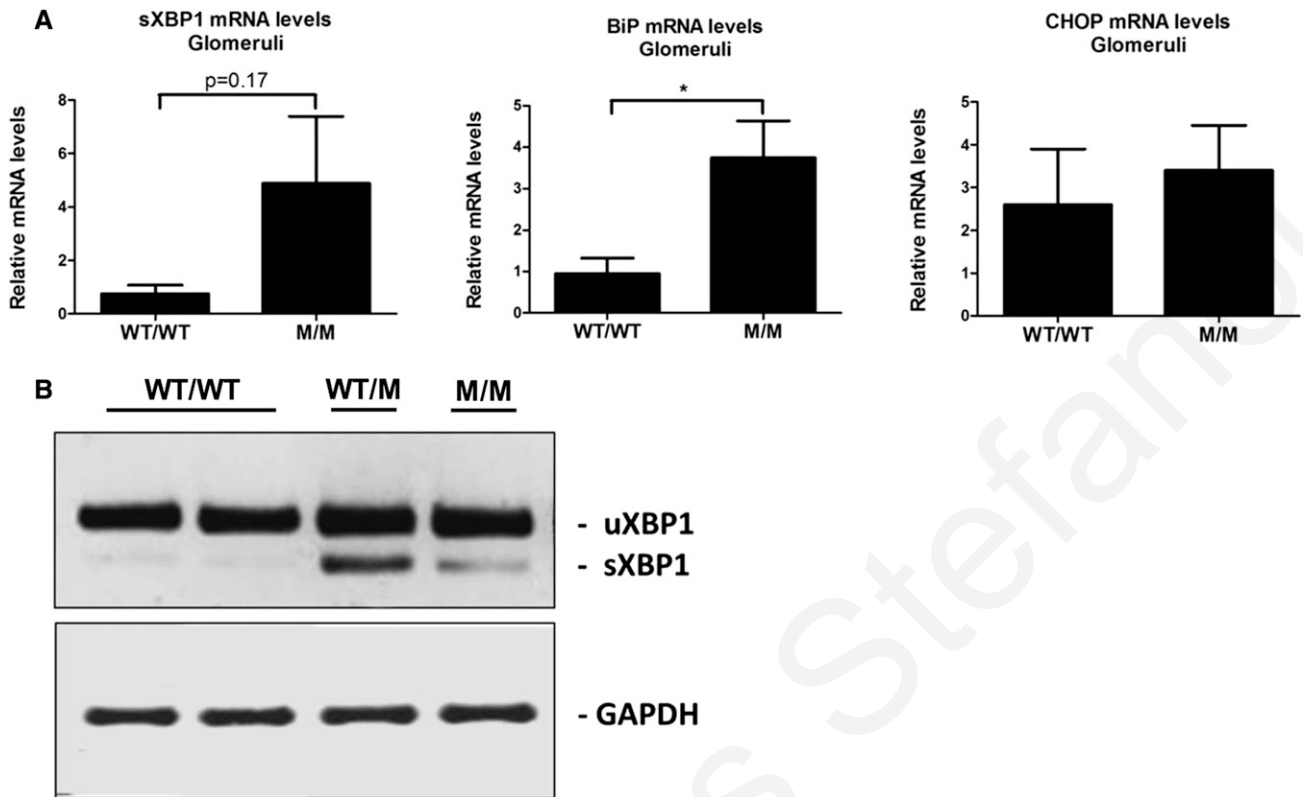 A
sXBP1 mRNA levels
Glomeruli
p=0.17
Relative mRNA levels
8
6
4
2
0
WT/WT M/M
BiP mRNA levels
Glomeruli
*
Relative mRNA levels
5
4
3
2
1
0
WT/WT M/M
CHOP mRNA levels
Glomeruli
Relative mRNA levels
5
4
3
2
1
0
WT/WT M/M
B
WT/WT WT/M M/M
- uXBP1
- sXBP1
- GAPDH